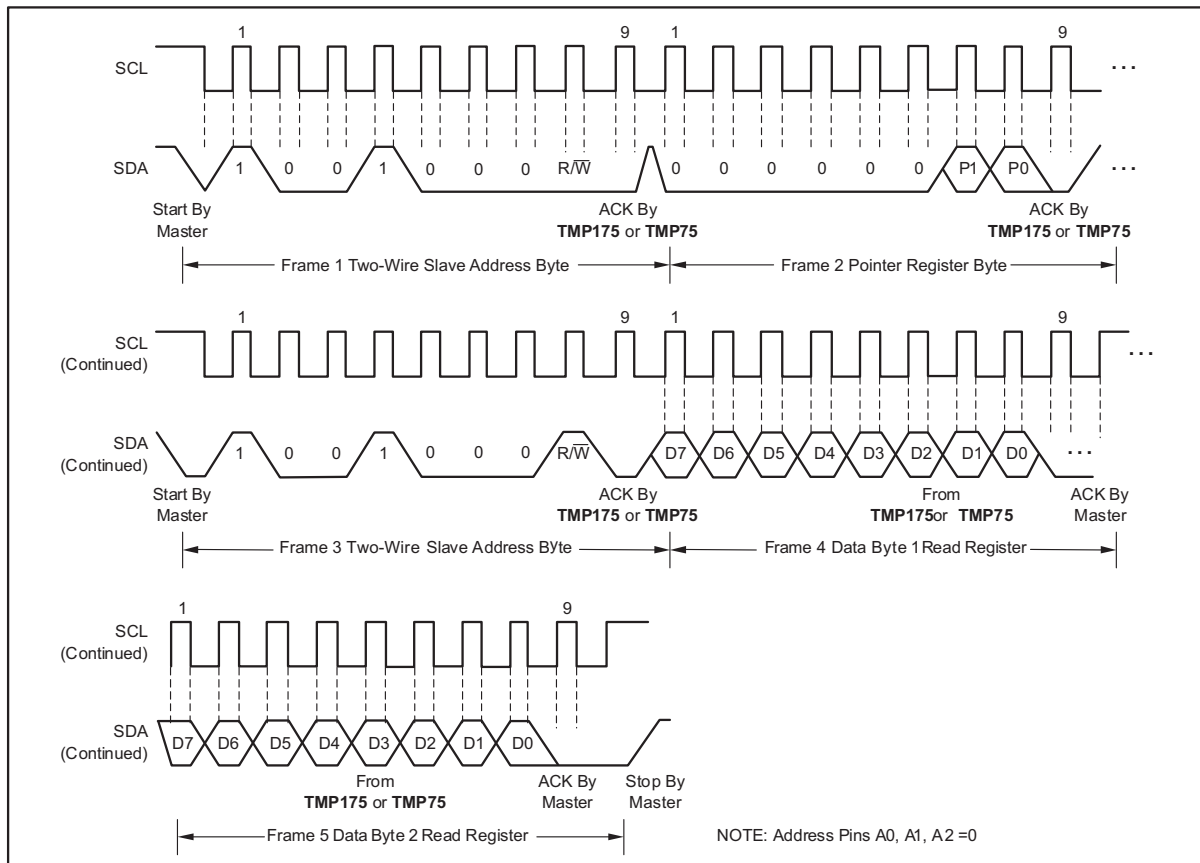 1 9 1 9
SCL
...
SDA 1 0 0 1 0 0 0 R/W̅ 0 0 0 0 0 0 P1 P0 ...
Start By
Master
ACK By
TMP175 or TMP75
ACK By
TMP175 or TMP75
Frame 1 Two-Wire Slave Address Byte
Frame 2 Pointer Register Byte
1 9 1 9
SCL
(Continued)
...
SDA
(Continued)
1 0 0 1 0 0 0 R/W̅ D7 D6 D5 D4 D3 D2 D1 D0 ...
Start By
Master
ACK By
TMP175 or TMP75
From
TMP175or TMP75
ACK By
Master
Frame 3 Two-Wire Slave Address Byte
Frame 4 Data Byte 1 Read Register
1 9
SCL
(Continued)
SDA
(Continued)
D7 D6 D5 D4 D3 D2 D1 D0
From
TMP175 or TMP75
ACK By
Master
Stop By
Master
Frame 5 Data Byte 2 Read Register
NOTE: Address Pins A0, A1, A2 =0